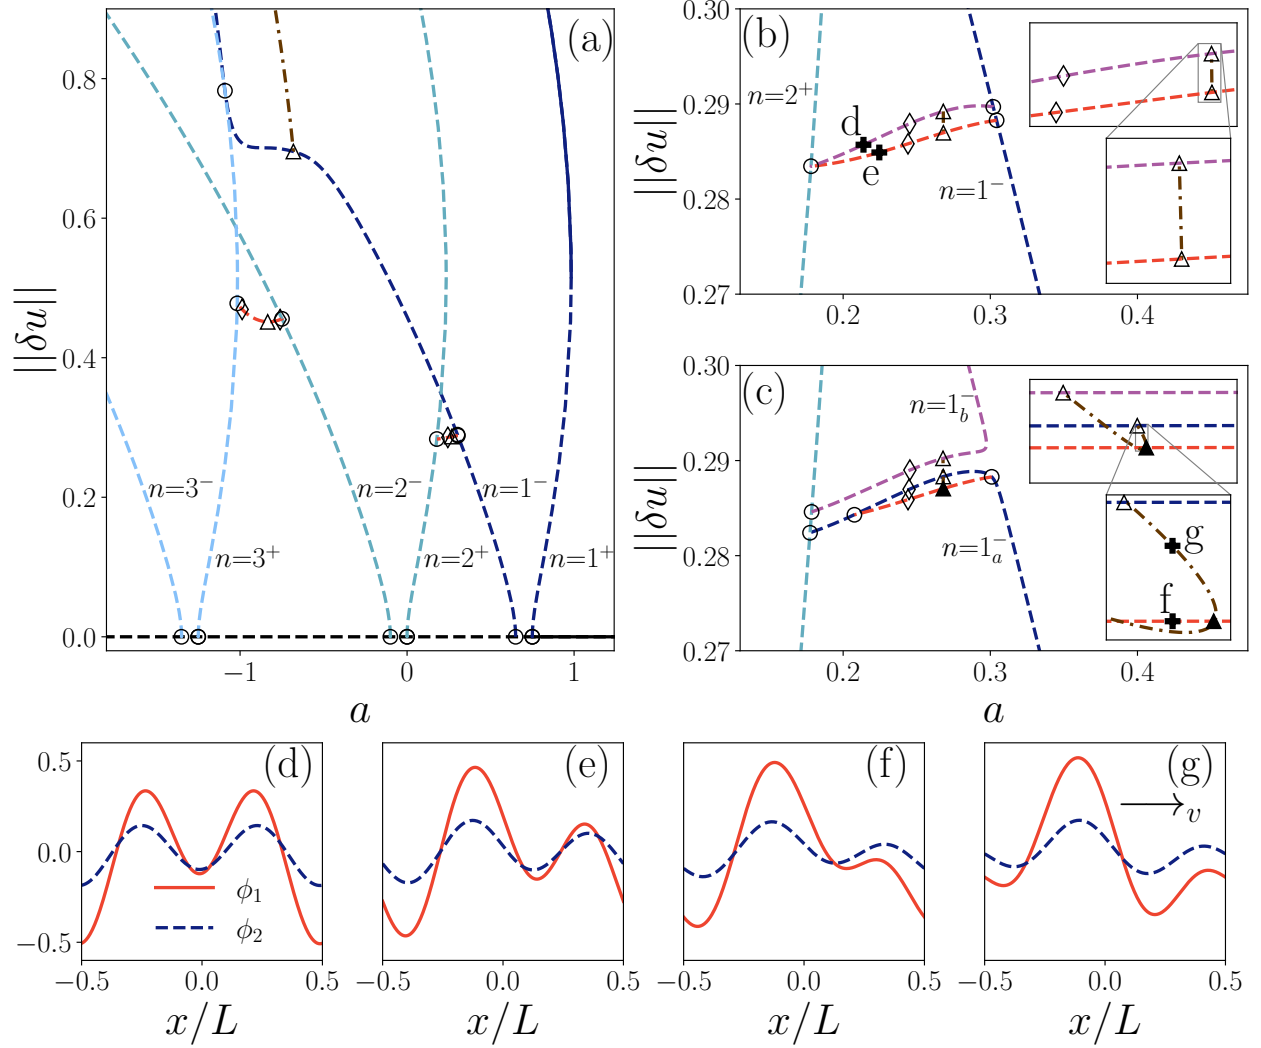 (a)
||δu||
0.8
0.6
0.4
0.2
0.0
n=3⁻
n=2⁻
n=1⁻
n=3⁺
n=2⁺
n=1⁺
−1
0
1
a
(b)
||δu||
0.30
0.29
0.28
0.27
n=2⁺
d
e
n=1⁻
0.2
0.3
0.4
(c)
||δu||
0.30
0.29
0.28
0.27
n=1_b⁻
n=1_a⁻
g
f
0.2
0.3
0.4
a
(d)
0.5
0.0
−0.5
ϕ₁
ϕ₂
−0.5
0.0
0.5
x/L
(e)
−0.5
0.0
0.5
x/L
(f)
−0.5
0.0
0.5
x/L
(g)
v
−0.5
0.0
0.5
x/L